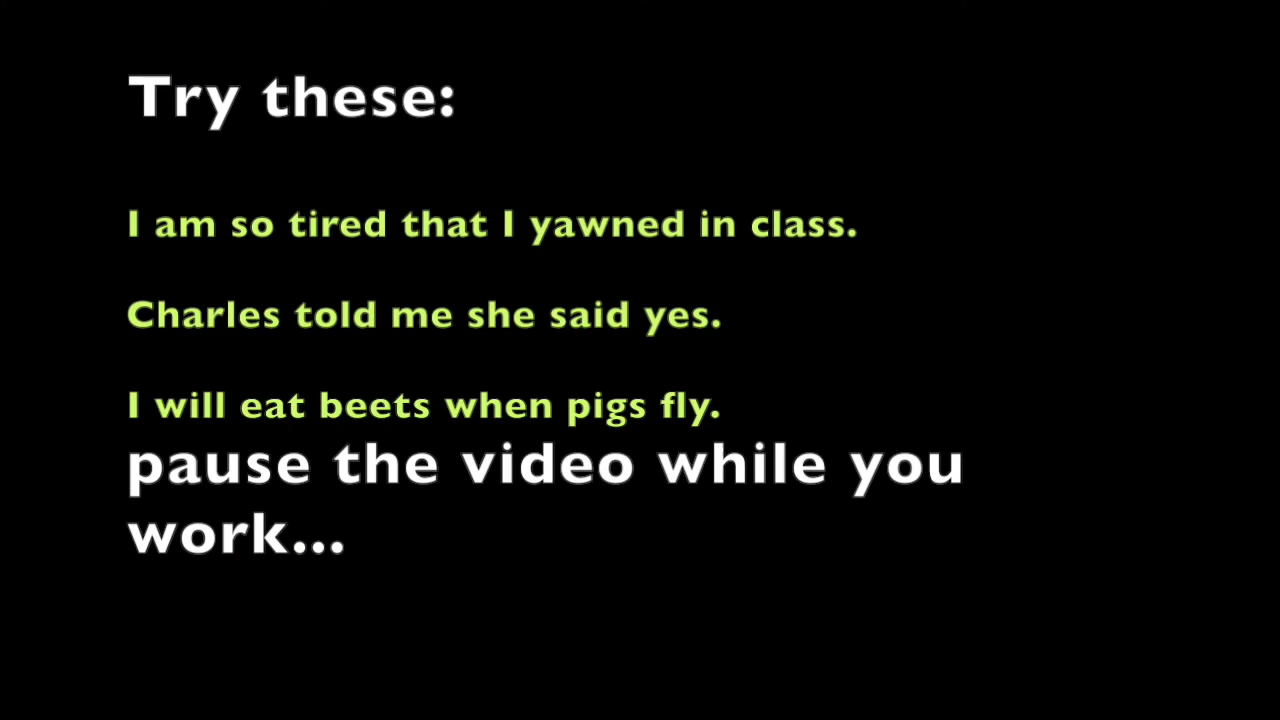 Try these:
I am so tired that I yawned in class.
Charles told me she said yes.
I will eat beets when pigs fly.
pause the video while you
work...